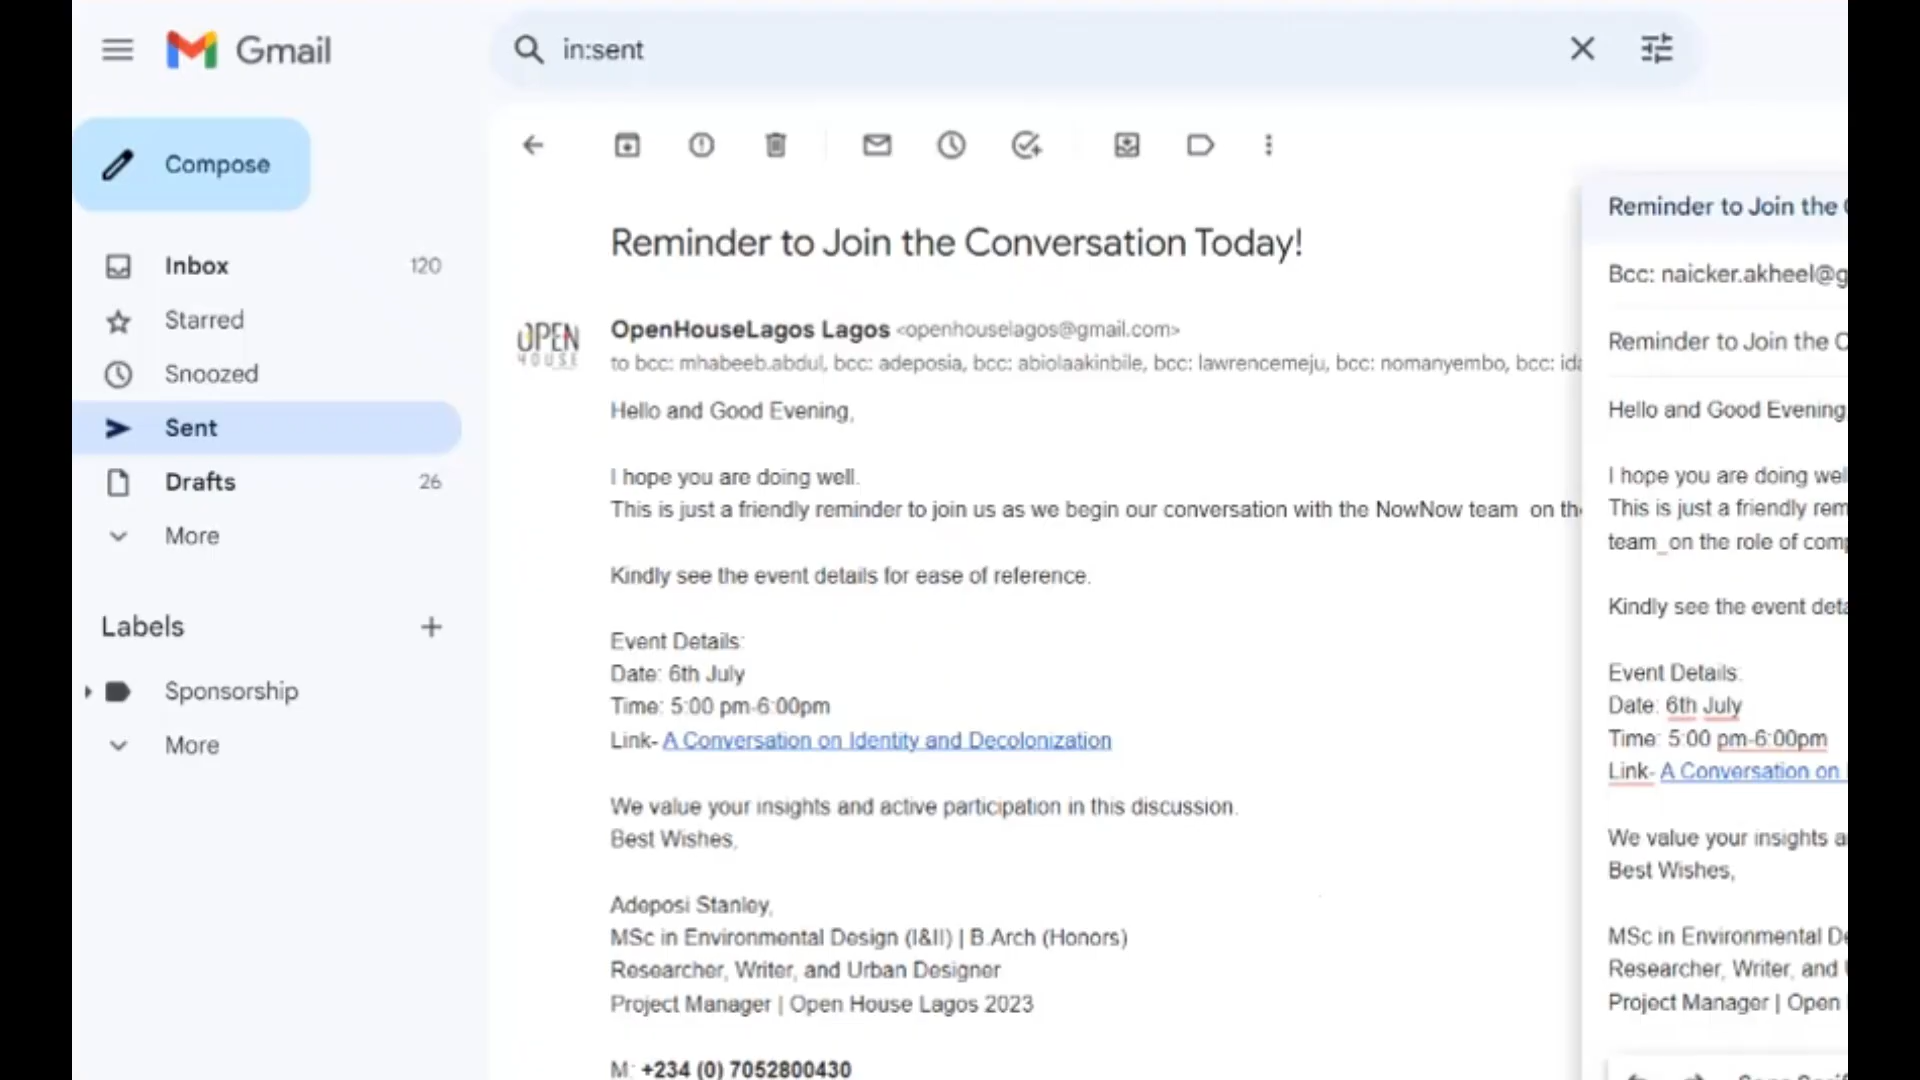 Gmail
in:sent
Compose
Inbox 120
Starred
Snoozed
Sent
Drafts 26
More
Labels
Sponsorship
More
Reminder to Join the Conversation Today!
OPEN HOUSE
OpenHouseLagos Lagos <openhouselagos@gmail.com>
to bcc: mhabeeb.abdul, bcc: adeposia, bcc: abiolaakinbile, bcc: lawrencemeju, bcc: nomanyembo, bcc: ida
Hello and Good Evening,
I hope you are doing well.
This is just a friendly reminder to join us as we begin our conversation with the NowNow team on the
Kindly see the event details for ease of reference.
Event Details:
Date: 6th July
Time: 5:00 pm-6:00pm
Link- A Conversation on Identity and Decolonization
We value your insights and active participation in this discussion.
Best Wishes,
Adeposi Stanley,
MSc in Environmental Design (I&II) | B.Arch (Honors)
Researcher, Writer, and Urban Designer
Project Manager | Open House Lagos 2023
M: +234 (0) 7052800430
Reminder to Join the
Bcc: naicker.akheel@g
Reminder to Join the C
Hello and Good Evening
I hope you are doing wel
This is just a friendly rem
team_on the role of comp
Kindly see the event deta
Event Details:
Date: 6th July
Time: 5:00 pm-6:00pm
Link- A Conversation on
We value your insights a
Best Wishes,
MSc in Environmental De
Researcher, Writer, and
Project Manager | Open